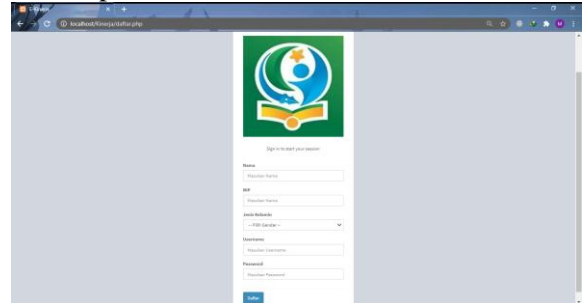 E-Kinerja
localhost/Kinerja/daftar.php
Sign in to start your session
Nama
Masukan Nama
NIP
Masukan Nama
Jenis Kelamin
-- Pilih Gender --
Username
Masukan Username
Password
Masukan Password
Daftar